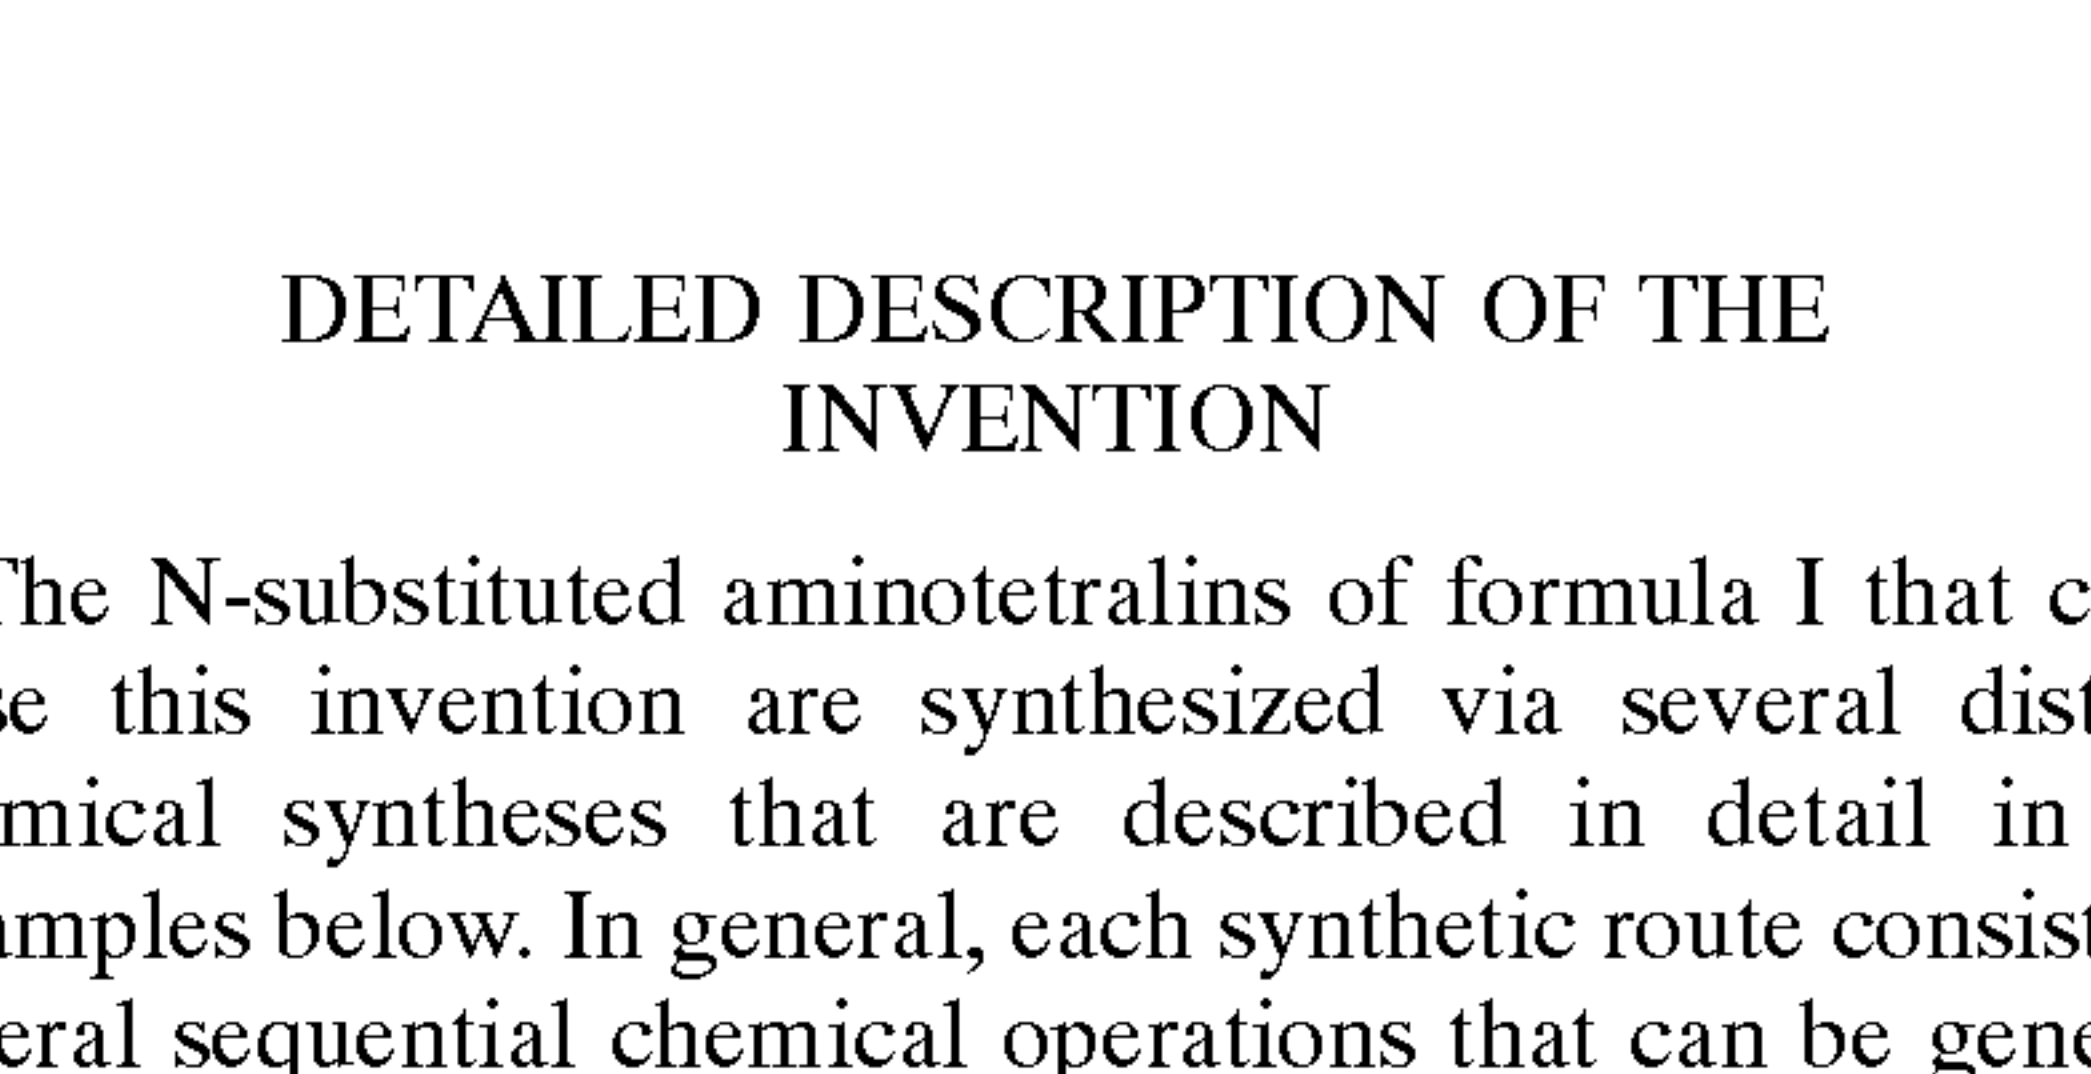 DETAILED DESCRIPTION OF THE
INVENTION
The N-substituted aminotetralins of formula I that c
se this invention are synthesized via several dist
mical syntheses that are described in detail in
amples below. In general, each synthetic route consist
eral sequential chemical operations that can be gene